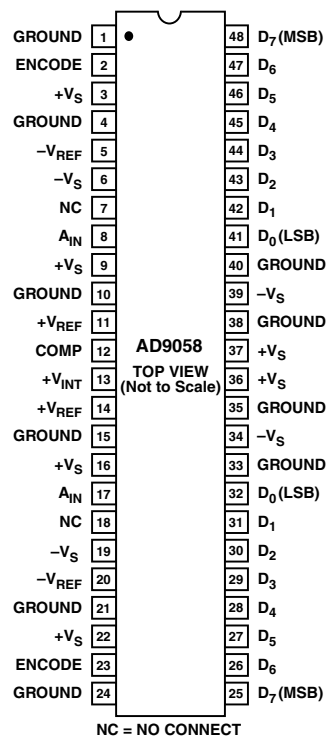 GROUND 1 48 D7(MSB)
ENCODE 2 47 D6
+VS 3 46 D5
GROUND 4 45 D4
−VREF 5 44 D3
−VS 6 43 D2
NC 7 42 D1
AIN 8 41 D0(LSB)
+VS 9 40 GROUND
GROUND 10 39 −VS
+VREF 11 38 GROUND
COMP 12 AD9058 37 +VS
TOP VIEW
+VINT 13 (Not to Scale) 36 +VS
+VREF 14 35 GROUND
GROUND 15 34 −VS
+VS 16 33 GROUND
AIN 17 32 D0(LSB)
NC 18 31 D1
−VS 19 30 D2
−VREF 20 29 D3
GROUND 21 28 D4
+VS 22 27 D5
ENCODE 23 26 D6
GROUND 24 25 D7(MSB)
NC = NO CONNECT